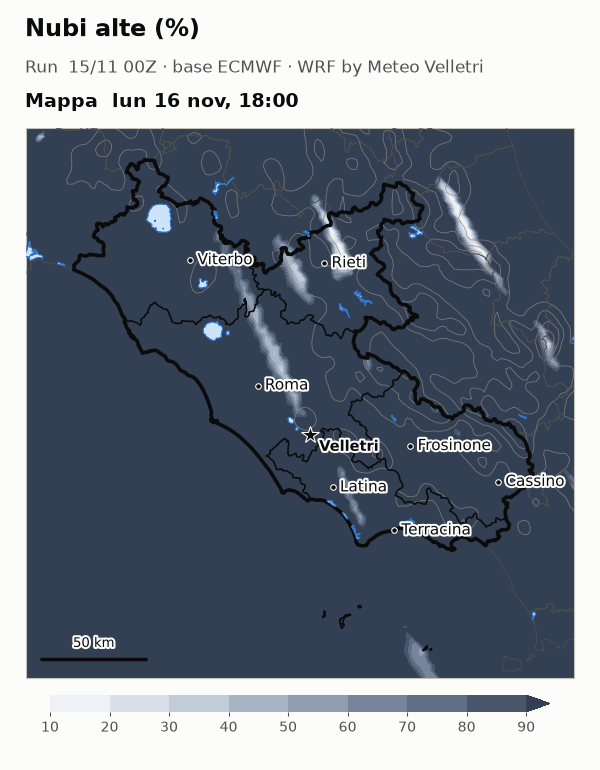 Nubi alte (%)
Run  15/11 00Z · base ECMWF · WRF by Meteo Velletri
Mappa  lun 16 nov, 18:00
Viterbo
Rieti
Roma
Velletri
Frosinone
Latina
Cassino
Terracina
50 km
10 20 30 40 50 60 70 80 90